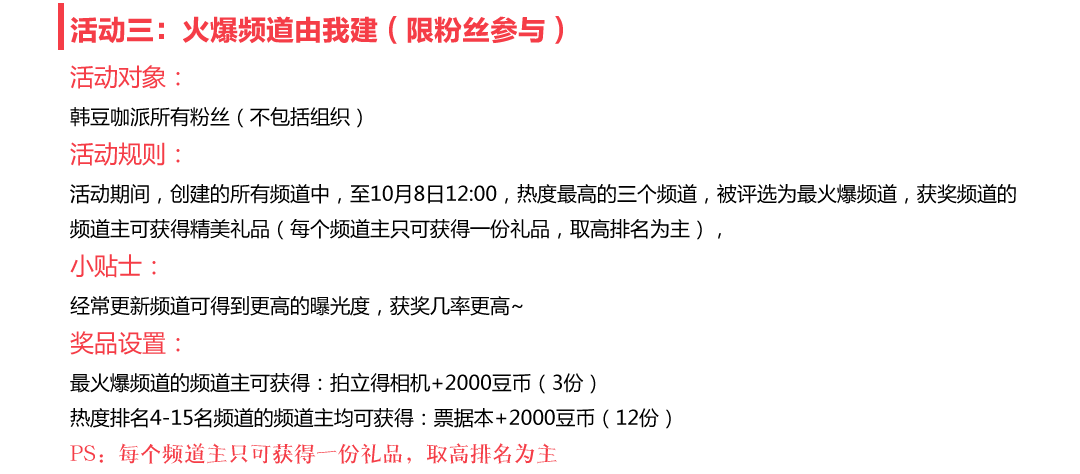 活动三：火爆频道由我建（限粉丝参与）
活动对象：
韩豆咖派所有粉丝（不包括组织）
活动规则：
活动期间，创建的所有频道中，至10月8日12:00，热度最高的三个频道，被评选为最火爆频道，获奖频道的
频道主可获得精美礼品（每个频道主只可获得一份礼品，取高排名为主），
小贴士：
经常更新频道可得到更高的曝光度，获奖几率更高~
奖品设置：
最火爆频道的频道主可获得：拍立得相机+2000豆币（3份）
热度排名4-15名频道的频道主均可获得：票据本+2000豆币（12份）
PS：每个频道主只可获得一份礼品，取高排名为主